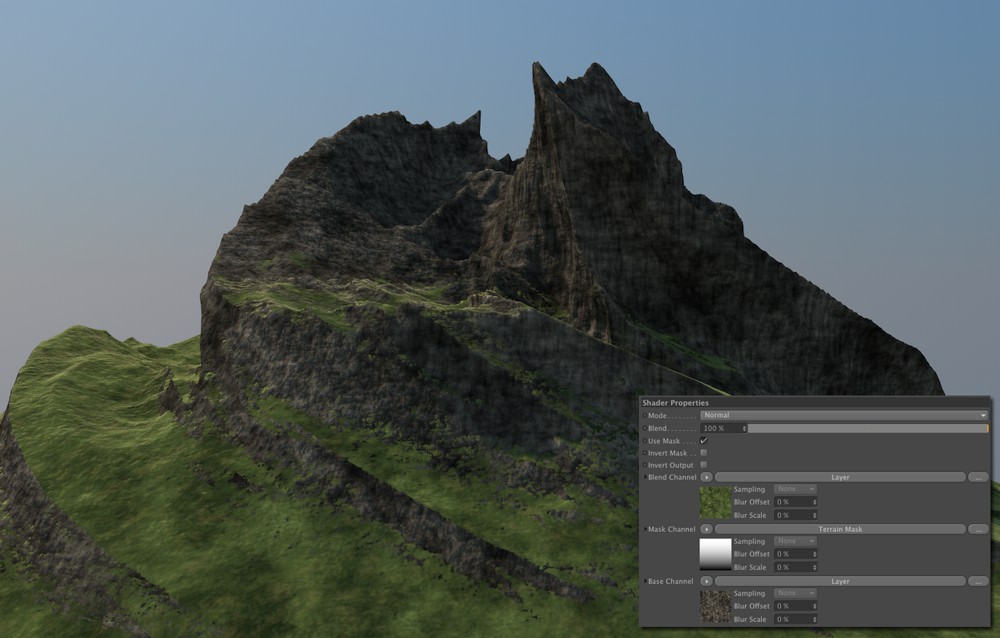 Shader Properties
Mode........ Normal
Blend........ 100 %
Use Mask ....
Invert Mask ..
Invert Output
Blend Channel Layer ...
Sampling None
Blur Offset 0 %
Blur Scale 0 %
Mask Channel Terrain Mask ...
Sampling None
Blur Offset 0 %
Blur Scale 0 %
Base Channel Layer ...
Sampling None
Blur Offset 0 %
Blur Scale 0 %